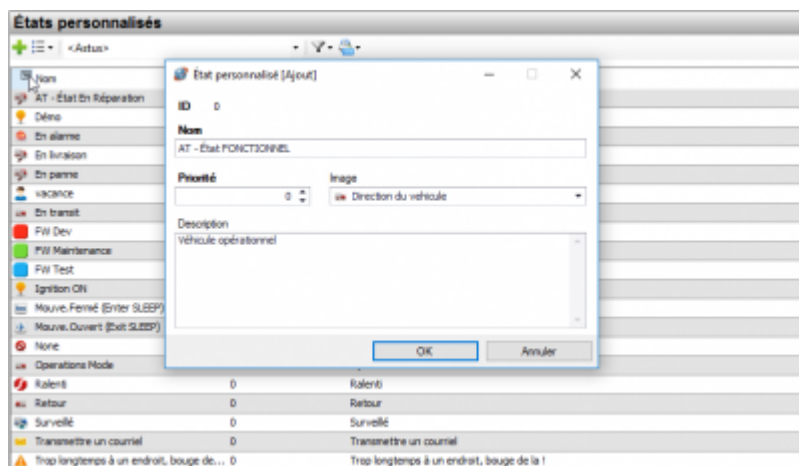 États personnalisés
<Astus>
Nom
AT - État En Réparation
Démo
En alarme
En livraison
En panne
vacance
En transit
FW Dev
FW Maintenance
FW Test
Ignition ON
Mouve.Fermé (Enter SLEEP)
Mouve.Ouvert (Exit SLEEP)
None
Operations Mode
Ralenti 0 Ralenti
Retour 0 Retour
Surveillé 0 Surveillé
Transmettre un courriel 0 Transmettre un courriel
Trop longtemps à un endroit, bouge de... 0 Trop longtemps à un endroit, bouge de la !
État personnalisé [Ajout]
ID 0
Nom
AT - État FONCTIONNEL
Priorité Image
0 Direction du vehicule
Description
Véhicule opérationnel
OK Annuler